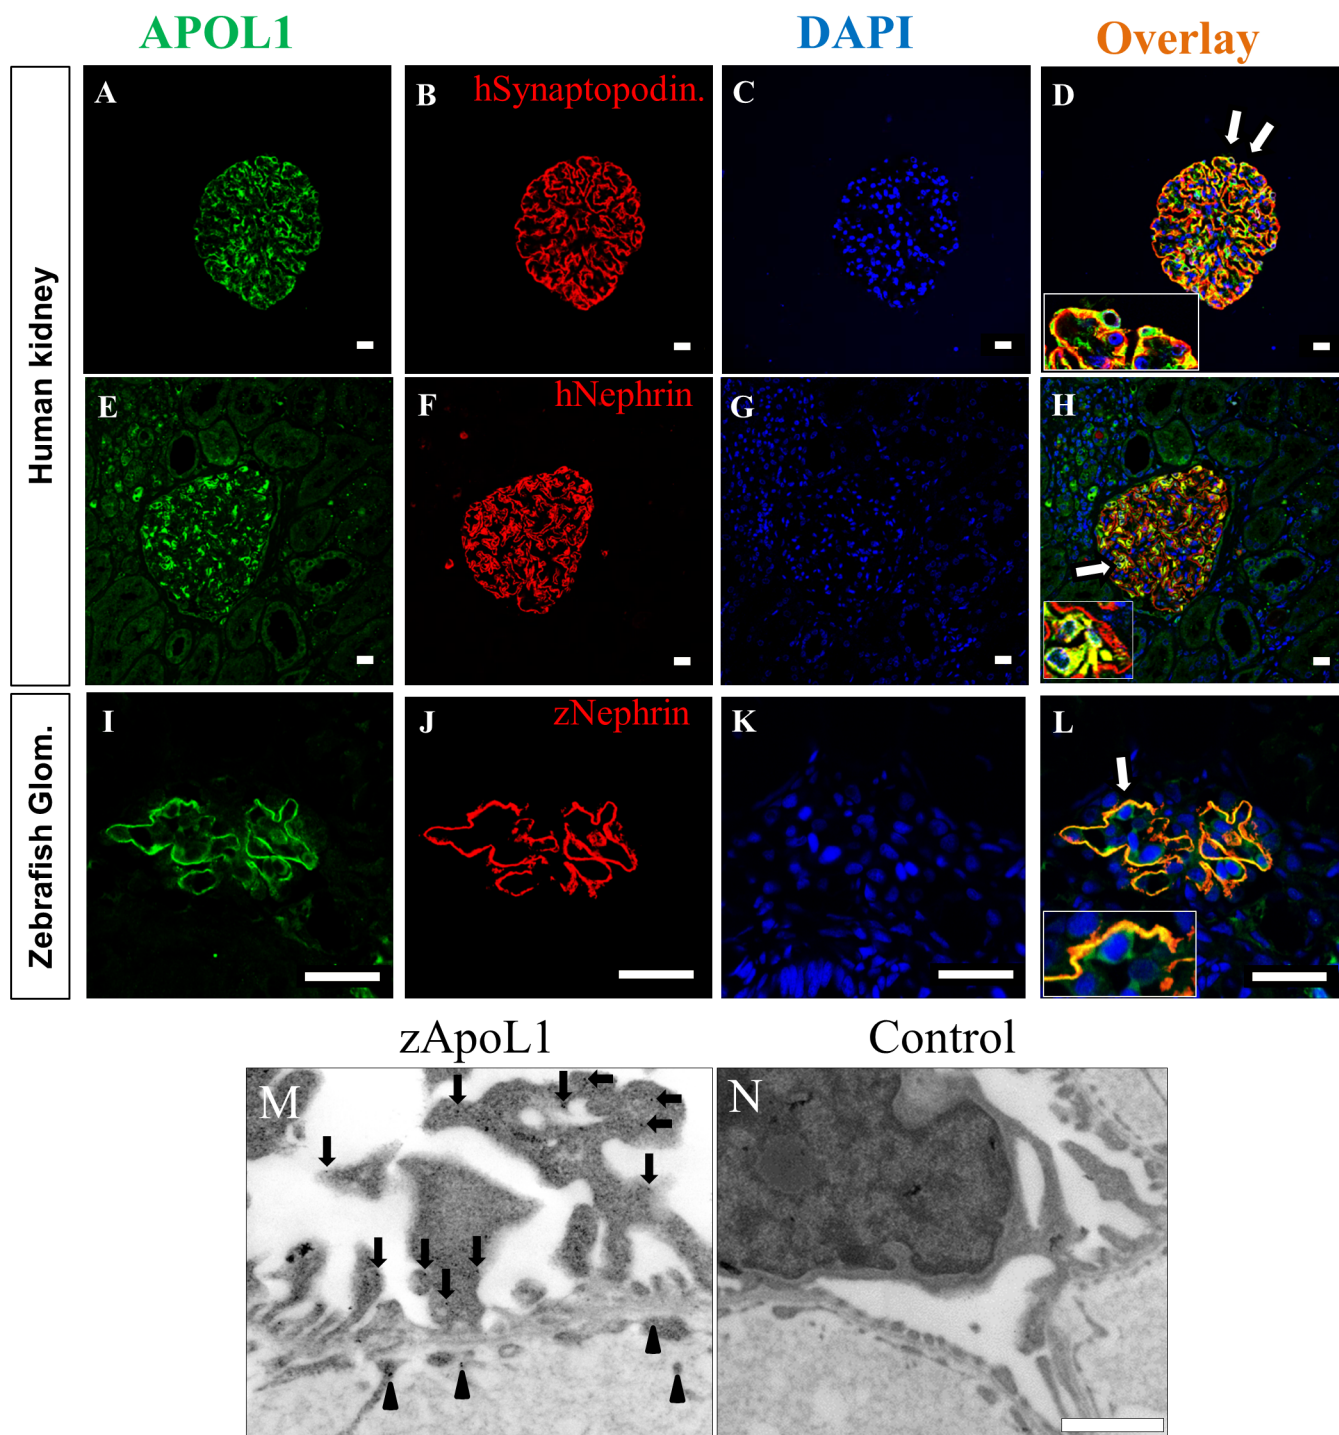 APOL1
DAPI
Overlay
Human kidney
A
B
hSynaptopodin.
C
D
E
F
hNephrin
G
H
Zebrafish Glom.
I
J
zNephrin
K
L
zApoL1
Control
M
N